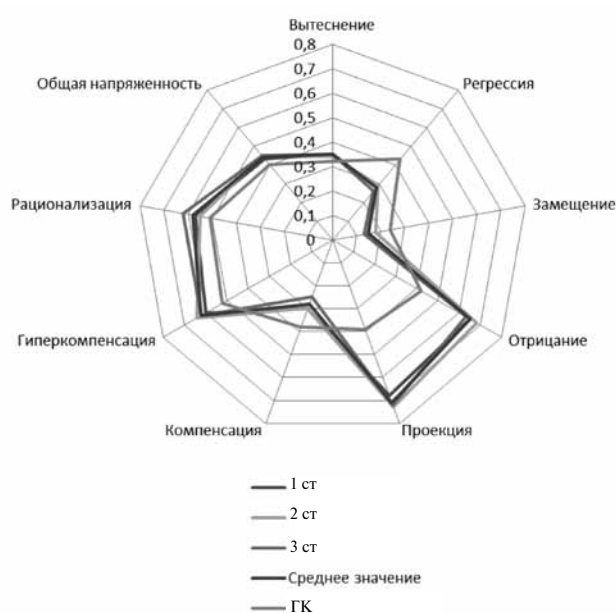 Вытеснение
0,8
0,7
0,6
0,5
0,4
0,3
0,2
0,1
0
Регрессия
Замещение
Отрицание
Проекция
Компенсация
Гиперкомпенсация
Рационализация
Общая напряженность
1 ст
2 ст
3 ст
Среднее значение
ГК